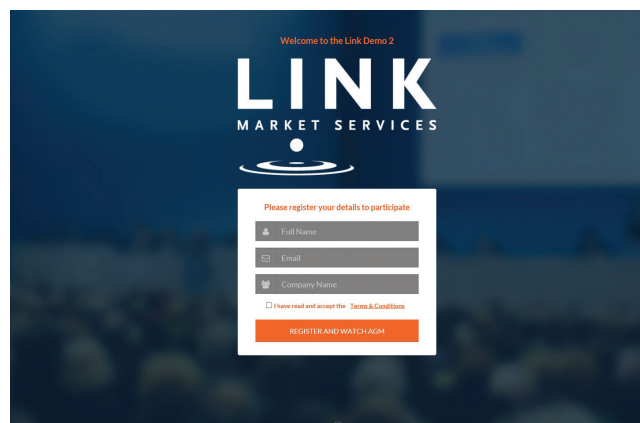 Welcome to the Link Demo 2
LINK
MARKET SERVICES
Please register your details to participate
Full Name
Email
Company Name
I have read and accept the Terms & Conditions
REGISTER AND WATCH AGM